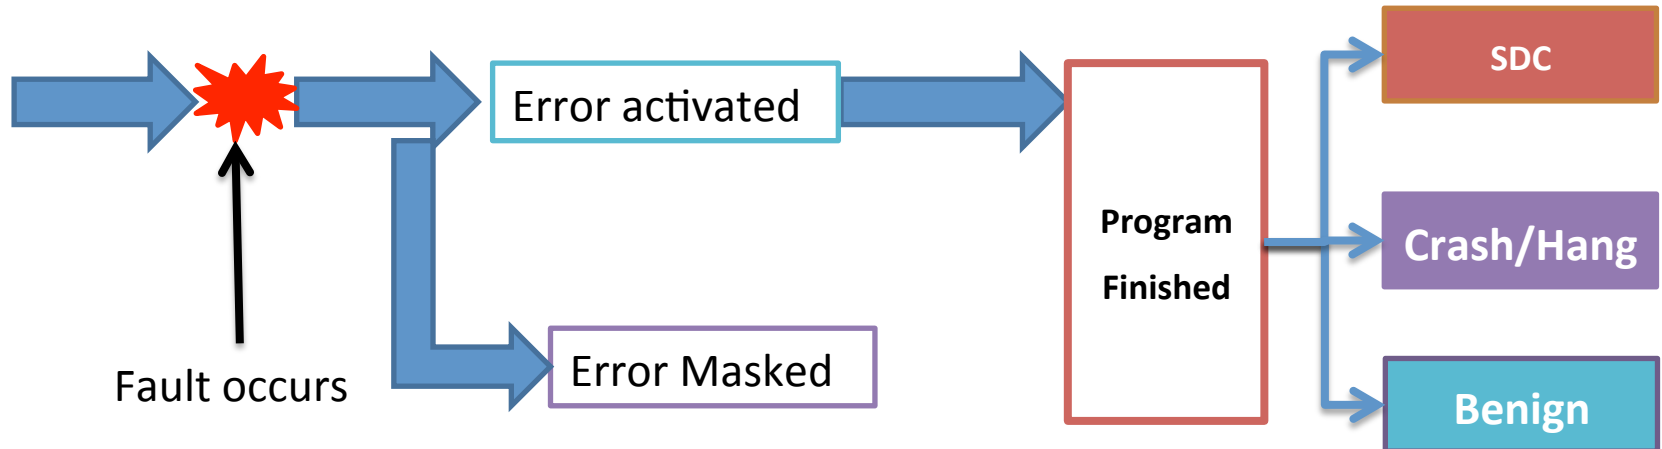 Fault occurs
Error activated
Error Masked
Program
Finished
SDC
Crash/Hang
Benign